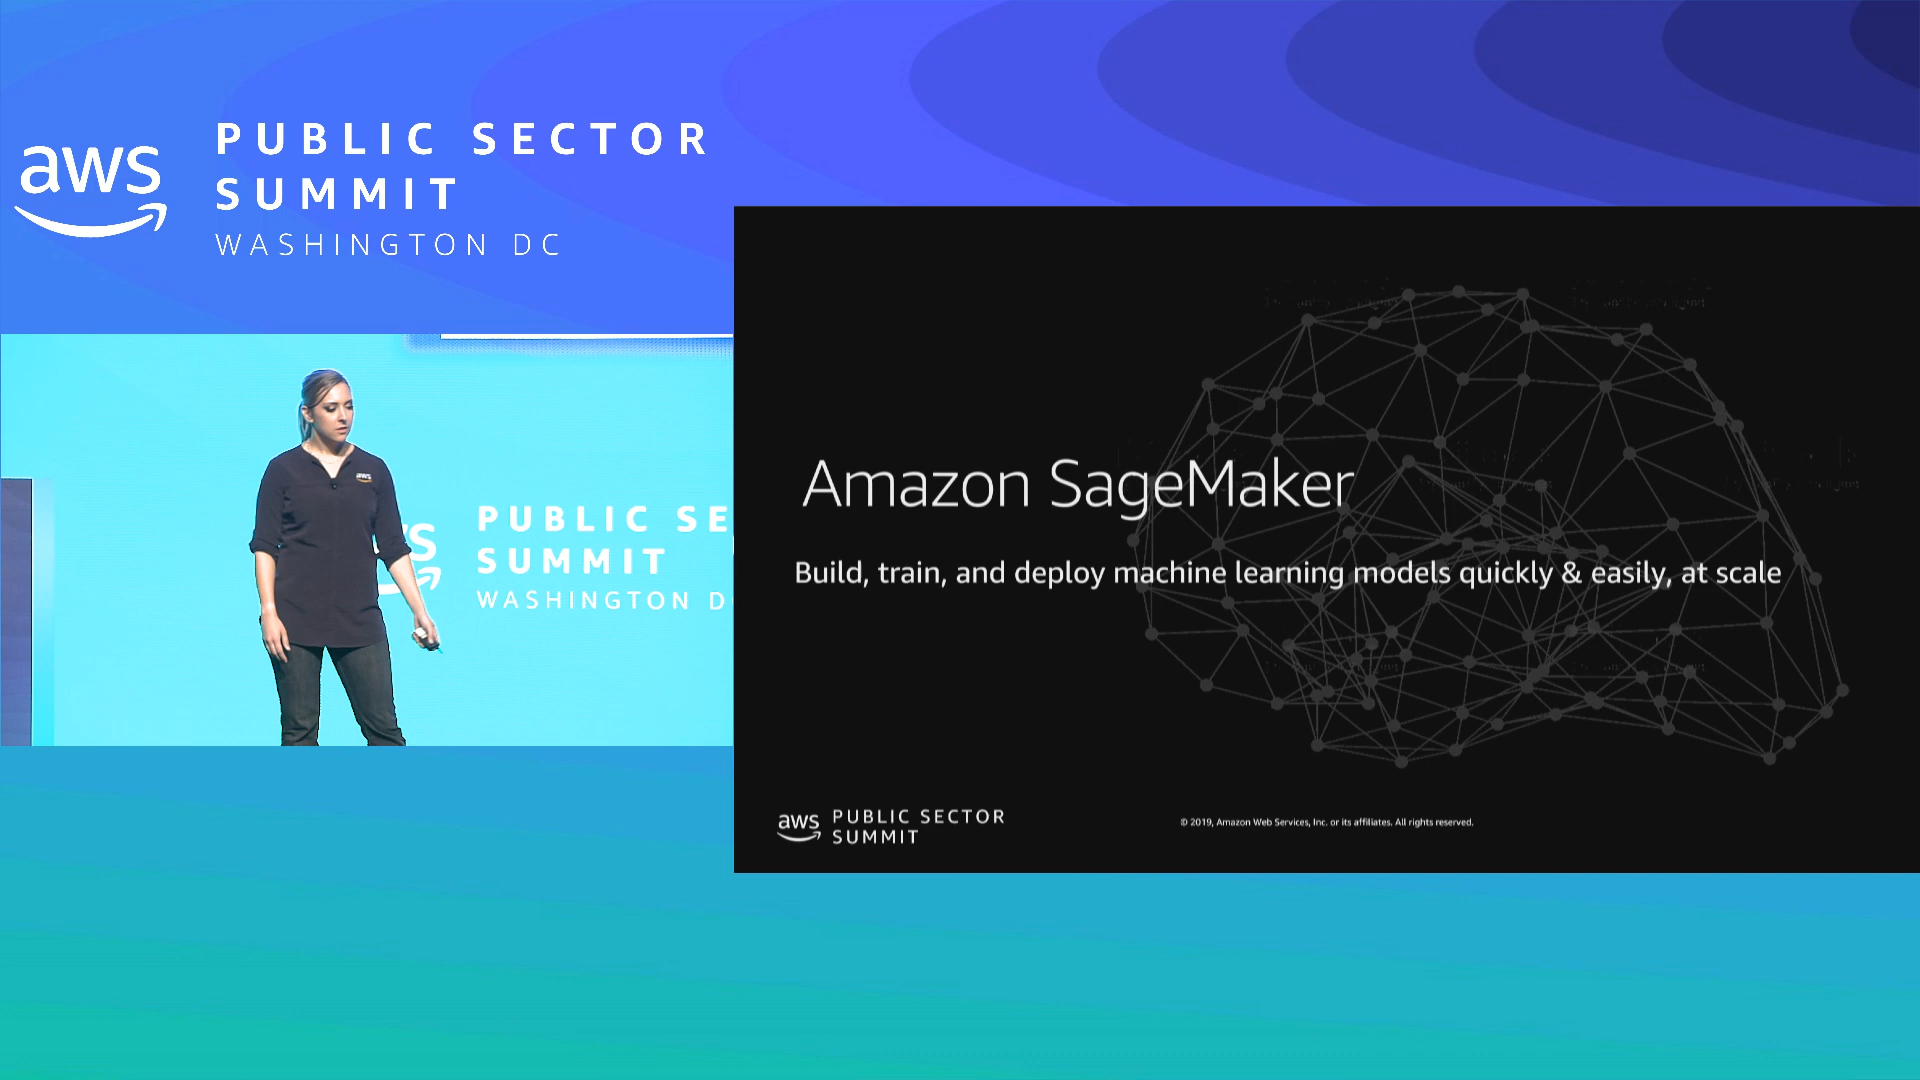 aws
PUBLIC SECTOR
SUMMIT
WASHINGTON DC
aws
PUBLIC SE
SUMMIT
WASHINGTON D
Amazon SageMaker
Build, train, and deploy machine learning models quickly & easily, at scale
aws
PUBLIC SECTOR
SUMMIT
© 2019, Amazon Web Services, Inc. or its affiliates. All rights reserved.